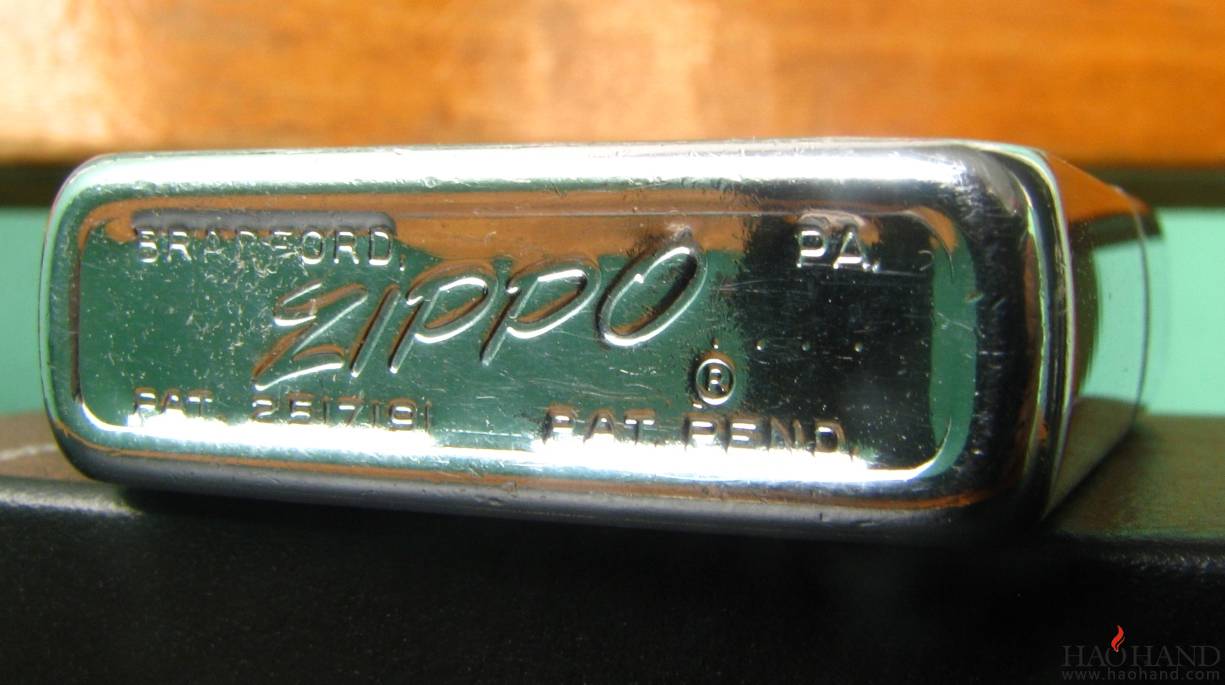 BRADFORD, PA.
ZIPPO
®
PAT. 2517191 PAT. PEND.
HAOHAND
www.haohand.com